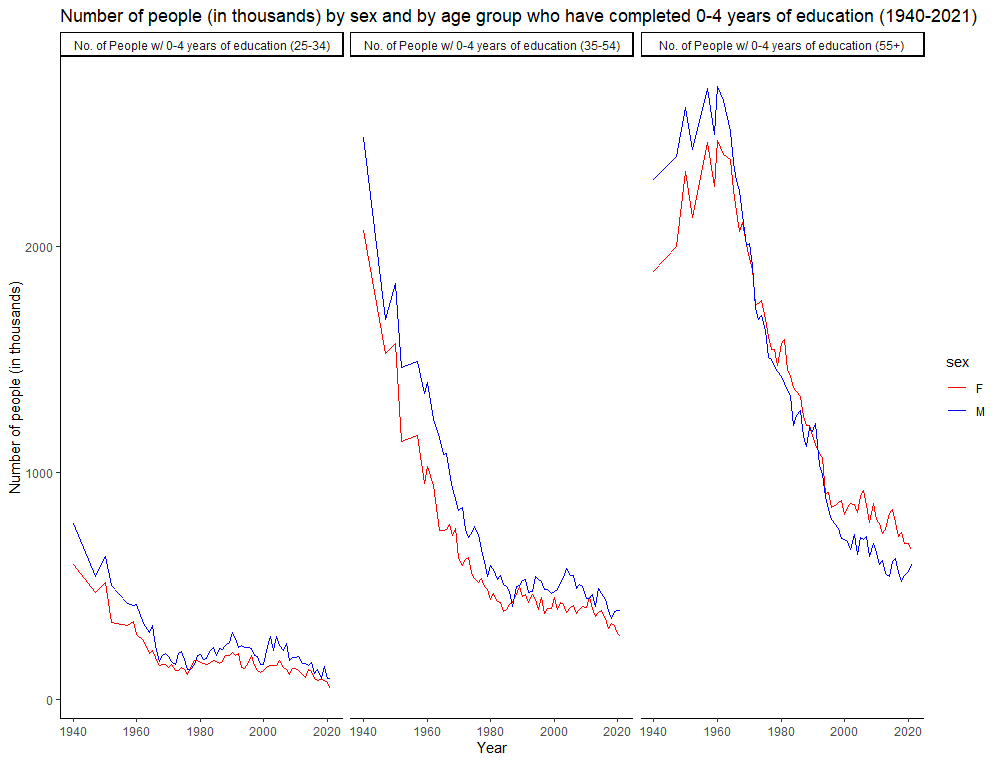 Number of people (in thousands) by sex and by age group who have completed 0-4 years of education (1940-2021)
No. of People w/ 0-4 years of education (25-34)
No. of People w/ 0-4 years of education (35-54)
No. of People w/ 0-4 years of education (55+)
Number of people (in thousands)
2000
1000
0
sex
F
M
1940 1960 1980 2000 2020
1940 1960 1980 2000 2020
1940 1960 1980 2000 2020
Year